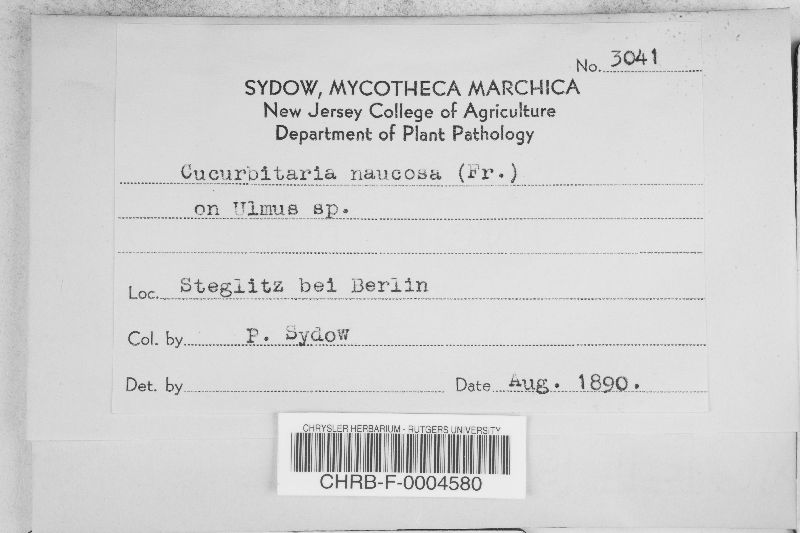 No. 3041
SYDOW, MYCOTHECA MARCHICA
New Jersey College of Agriculture
Department of Plant Pathology
Cucurbitaria naucosa (Fr.)
on Ulmus sp.
Loc. Steglitz bei Berlin
Col. by P. Sydow
Det. by Date Aug. 1890.
CHRYSLER HERBARIUM - RUTGERS UNIVERSITY
CHRB-F-0004580